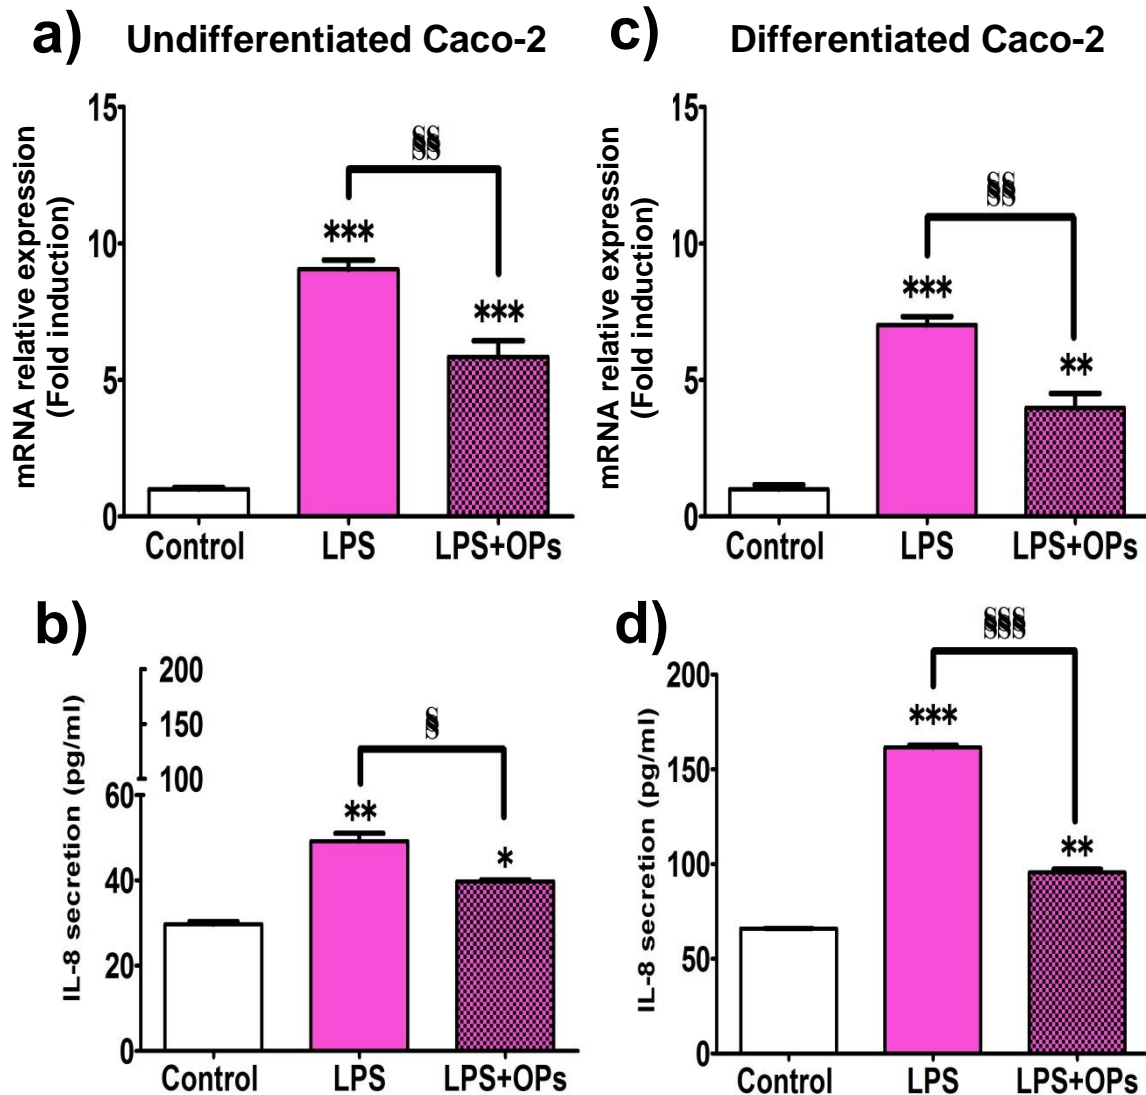 a) Undifferentiated Caco-2
mRNA relative expression
(Fold induction)
15
10
5
0
§§
***
***
Control LPS LPS+OPs
c) Differentiated Caco-2
mRNA relative expression
(Fold induction)
15
10
5
0
§§
***
**
Control LPS LPS+OPs
b)
IL-8 secretion (pg/ml)
200
150
100
60
40
20
0
§
**
*
Control LPS LPS+OPs
d)
IL-8 secretion (pg/ml)
200
150
100
50
0
§§§
***
**
Control LPS LPS+OPs